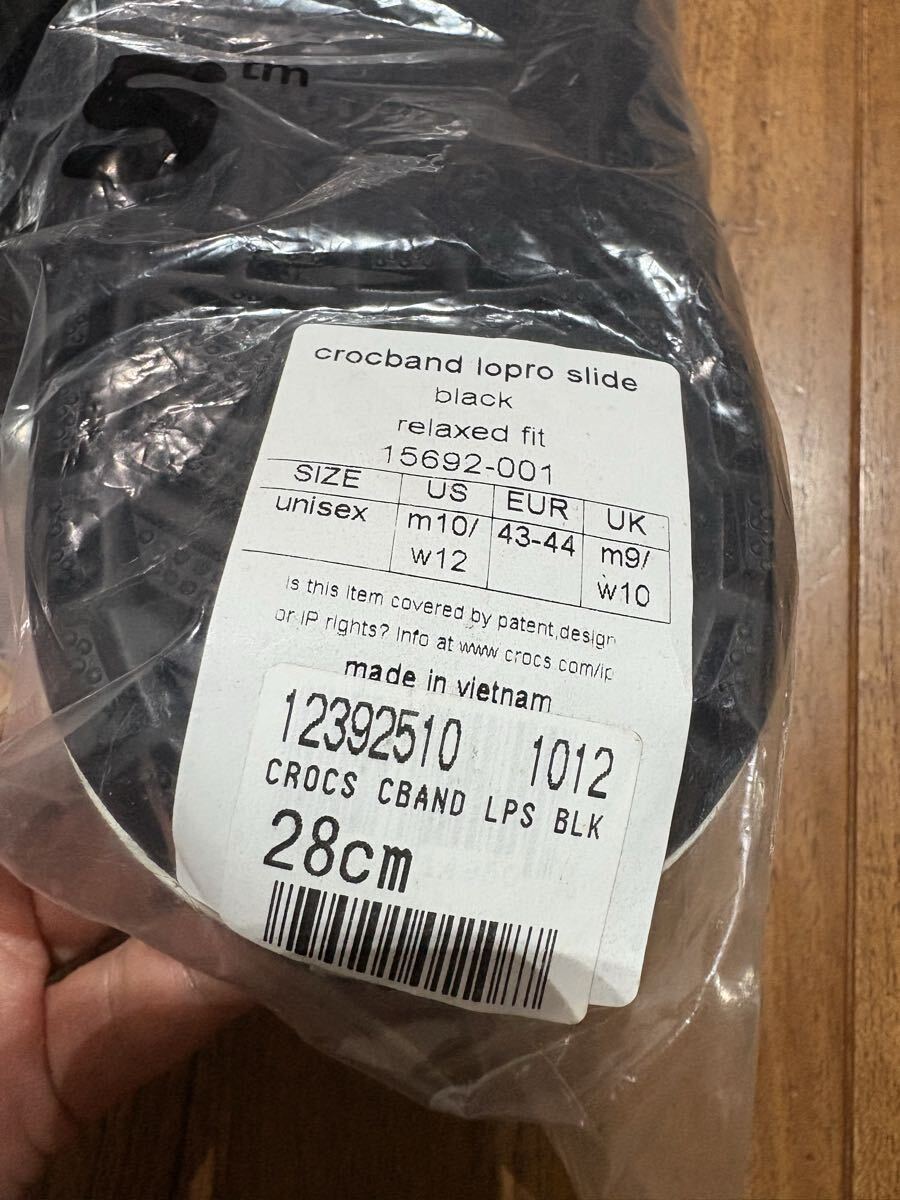 s™
crocband lopro slide
black
relaxed fit
15692-001
SIZE US EUR UK
unisex m10/ 43-44 m9/
w12 w10
is this item covered by patent,design
or IP rights? Info at www crocs.com/ip
made in vietnam
12392510 1012
CROCS CBAND LPS BLK
28cm